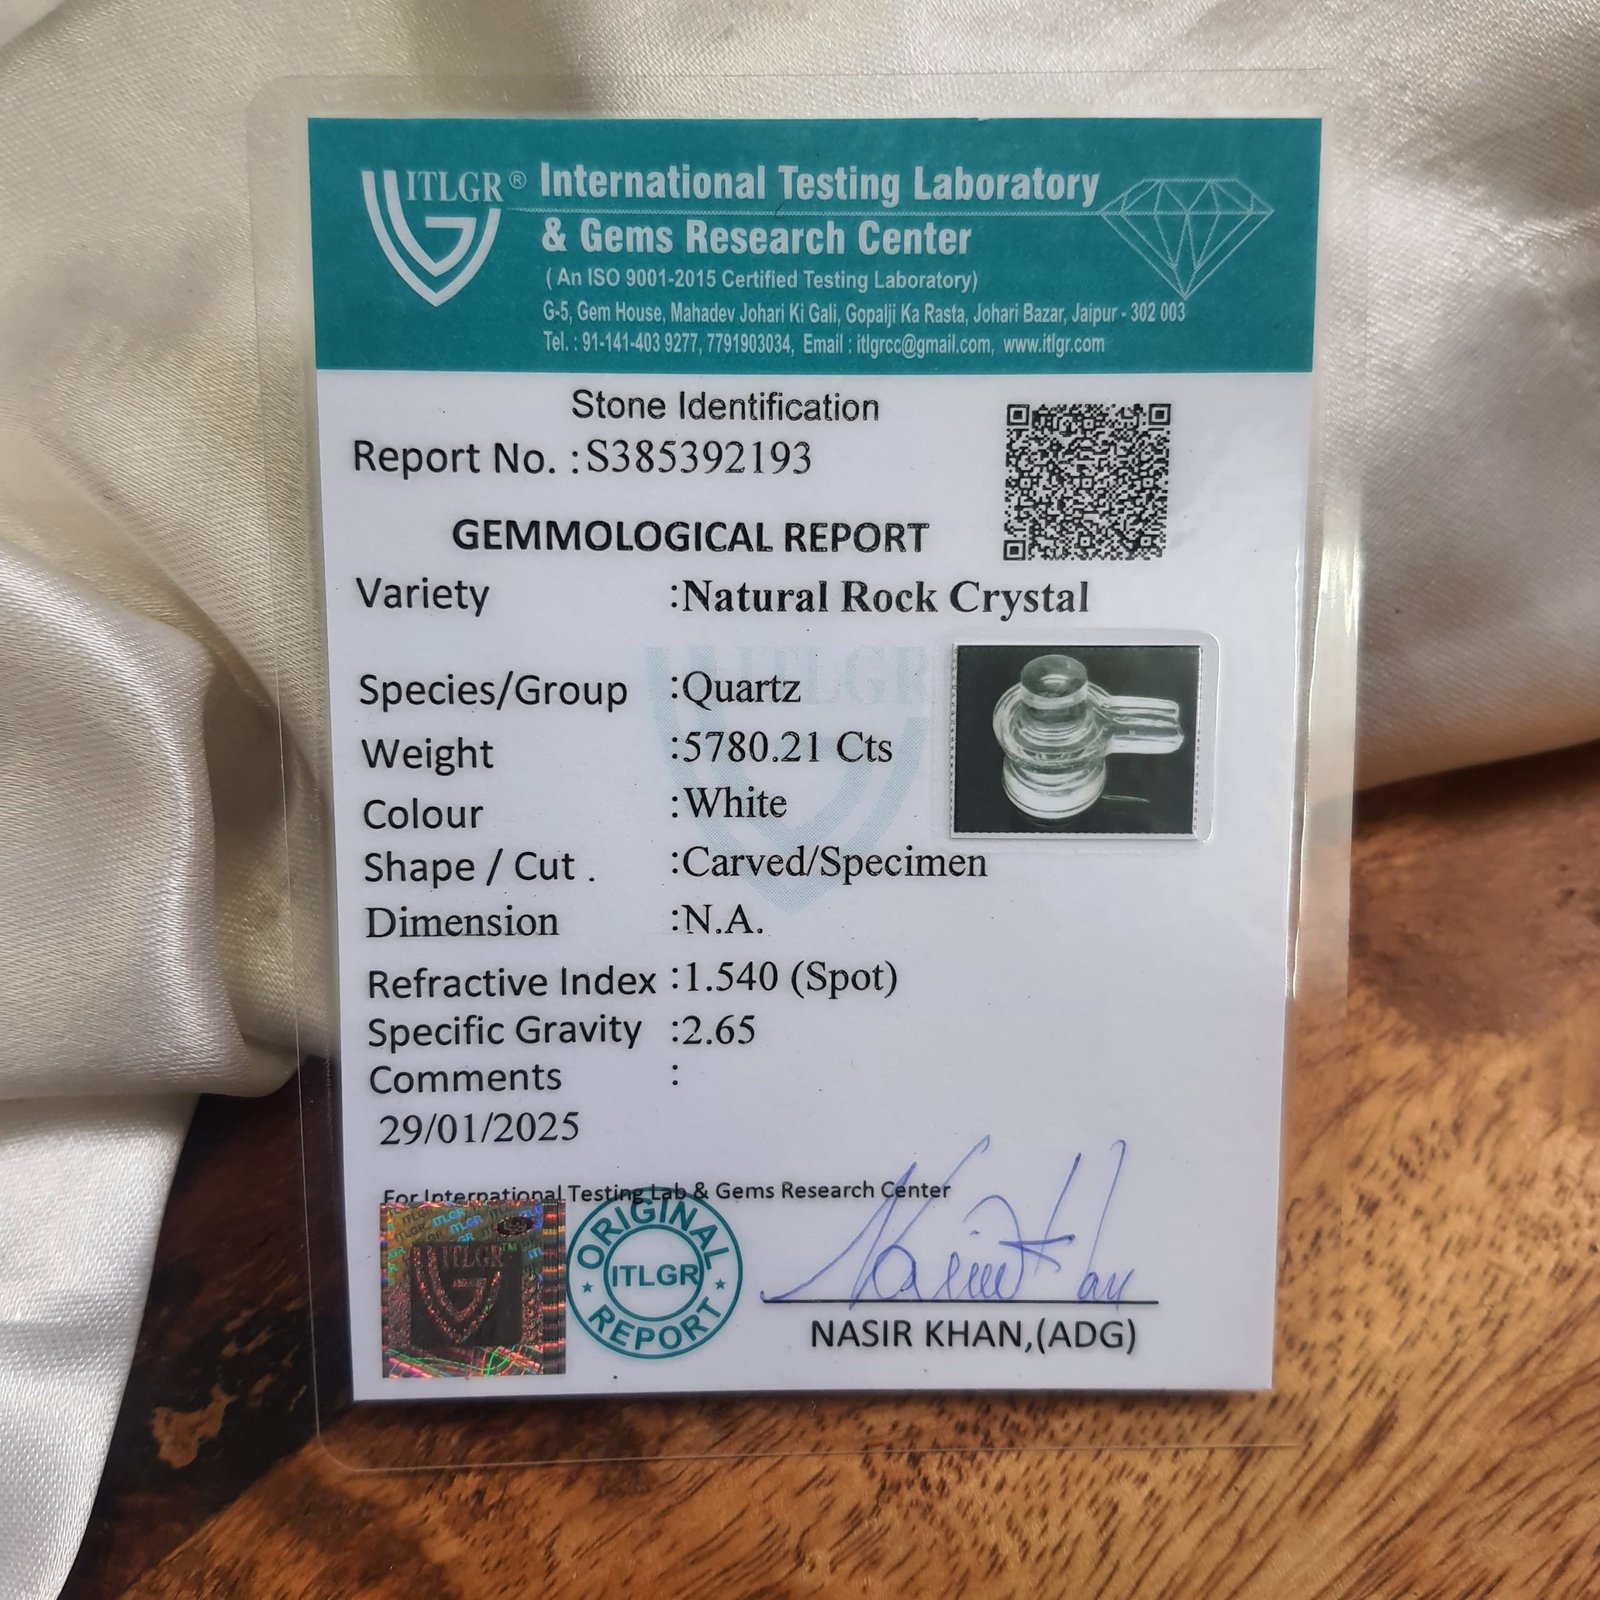 ITLGR® International Testing Laboratory
& Gems Research Center
( An ISO 9001-2015 Certified Testing Laboratory)
G-5, Gem House, Mahadev Johari Ki Gali, Gopalji Ka Rasta, Johari Bazar, Jaipur - 302 003
Tel. : 91-141-403 9277, 7791903034, Email : itlgrcc@gmail.com, www.itlgr.com
Stone Identification
Report No. :S385392193
GEMMOLOGICAL REPORT
Variety :Natural Rock Crystal
ITLGR
Species/Group :Quartz
Weight :5780.21 Cts
Colour :White
Shape / Cut . :Carved/Specimen
Dimension :N.A.
Refractive Index :1.540 (Spot)
Specific Gravity :2.65
Comments :
29/01/2025
For International Testing Lab & Gems Research Center
ITLGR™
ORIGINAL
ITLGR
REPORT
NASIR KHAN,(ADG)